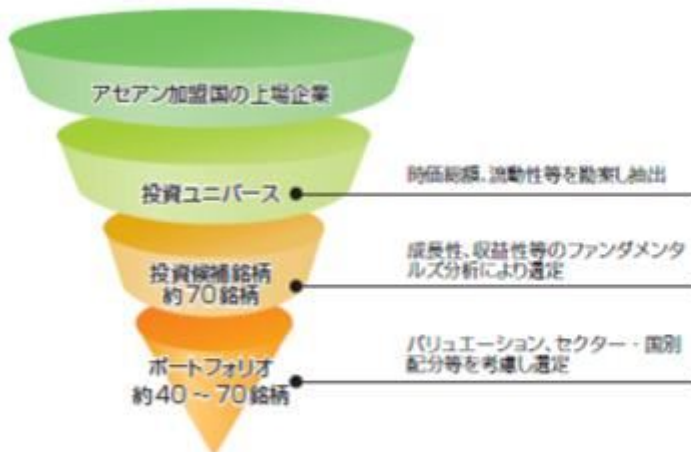 アセアン加盟国の上場企業
投資ユニバース
時価総額、流動性等を勘案し抽出
投資候補銘柄
約70銘柄
成長性、収益性等のファンダメンタ
ルズ分析により選定
ポートフォリオ
約40~70銘柄
バリュエーション、セクター・国別
配分等を考慮し選定